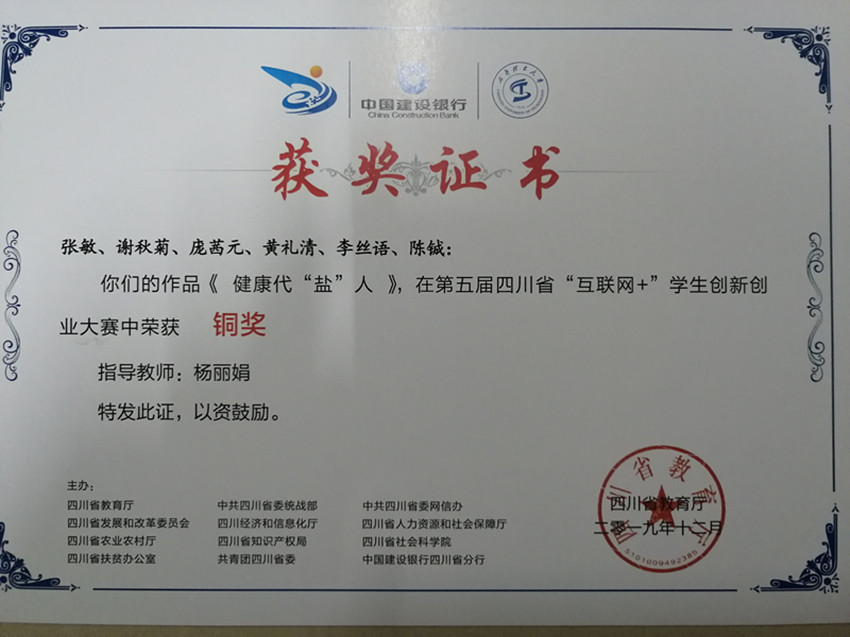 中国建设银行
China Construction Bank
获奖证书
张敏、谢秋菊、庞茜元、黄礼清、李丝语、陈铖：
你们的作品《 健康代“盐”人 》，在第五届四川省“互联网+”学生创新创
业大赛中荣获 铜奖
指导教师：杨丽娟
特发此证，以资鼓励。
主办：
四川省教育厅 中共四川省委统战部 中共四川省委网信办
四川省发展和改革委员会 四川省经济和信息化厅 四川省人力资源和社会保障厅
四川省农业农村厅 四川省知识产权局 四川省社会科学院
四川省扶贫办公室 共青团四川省委 中国建设银行四川省分行
四川省教育厅
四川省教育厅
二零一九年十二月
5101009492385